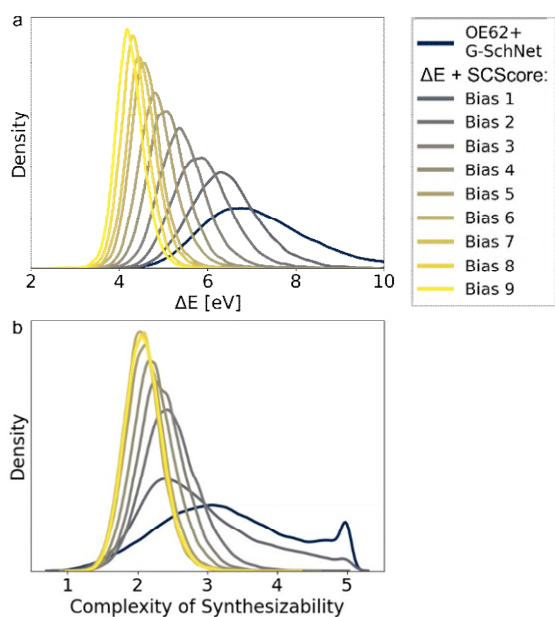 a
Density
2 4 6 8 10
ΔE [eV]
OE62+
G-SchNet
ΔE + SCScore:
Bias 1
Bias 2
Bias 3
Bias 4
Bias 5
Bias 6
Bias 7
Bias 8
Bias 9
b
Density
1 2 3 4 5
Complexity of Synthesizability